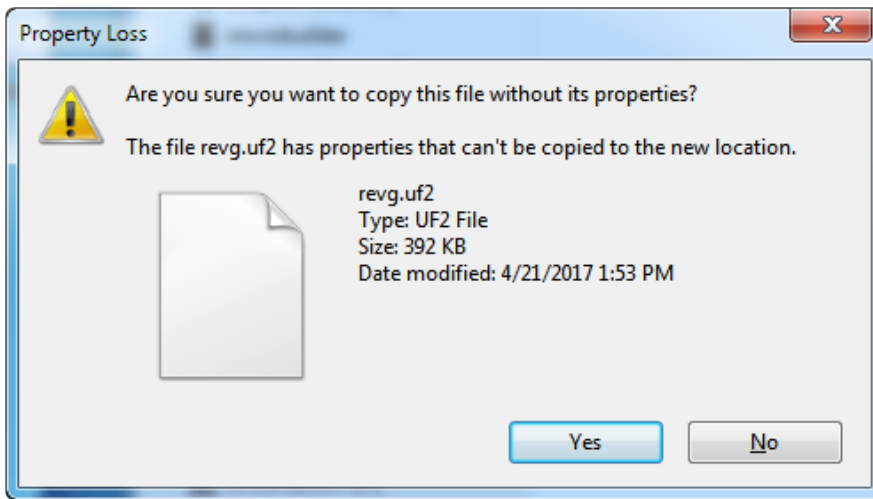 Property Loss
Are you sure you want to copy this file without its properties?
The file revg.uf2 has properties that can't be copied to the new location.
revg.uf2
Type: UF2 File
Size: 392 KB
Date modified: 4/21/2017 1:53 PM
Yes
No